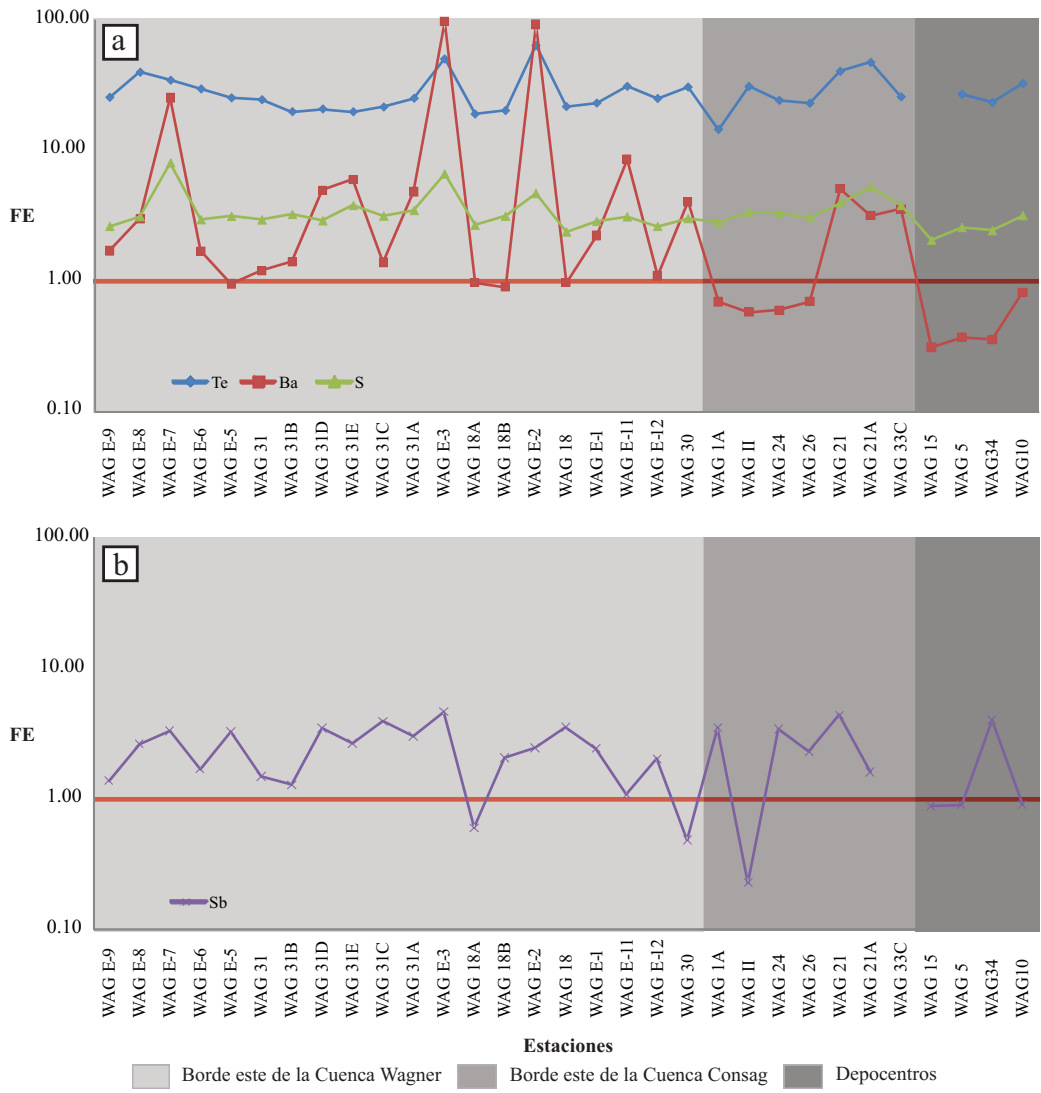 100.00
a
10.00
FE
1.00
Te Ba S
0.10
WAG E-9
WAG E-8
WAG E-7
WAG E-6
WAG E-5
WAG 31
WAG 31B
WAG 31D
WAG 31E
WAG 31C
WAG 31A
WAG E-3
WAG 18A
WAG 18B
WAG E-2
WAG 18
WAG E-1
WAG E-11
WAG E-12
WAG 30
WAG 1A
WAG II
WAG 24
WAG 26
WAG 21
WAG 21A
WAG 33C
WAG 15
WAG 5
WAG34
WAG10
100.00
b
10.00
FE
1.00
Sb
0.10
WAG E-9
WAG E-8
WAG E-7
WAG E-6
WAG E-5
WAG 31
WAG 31B
WAG 31D
WAG 31E
WAG 31C
WAG 31A
WAG E-3
WAG 18A
WAG 18B
WAG E-2
WAG 18
WAG E-1
WAG E-11
WAG E-12
WAG 30
WAG 1A
WAG II
WAG 24
WAG 26
WAG 21
WAG 21A
WAG 33C
WAG 15
WAG 5
WAG34
WAG10
Estaciones
Borde este de la Cuenca Wagner Borde este de la Cuenca Consag Depocentros